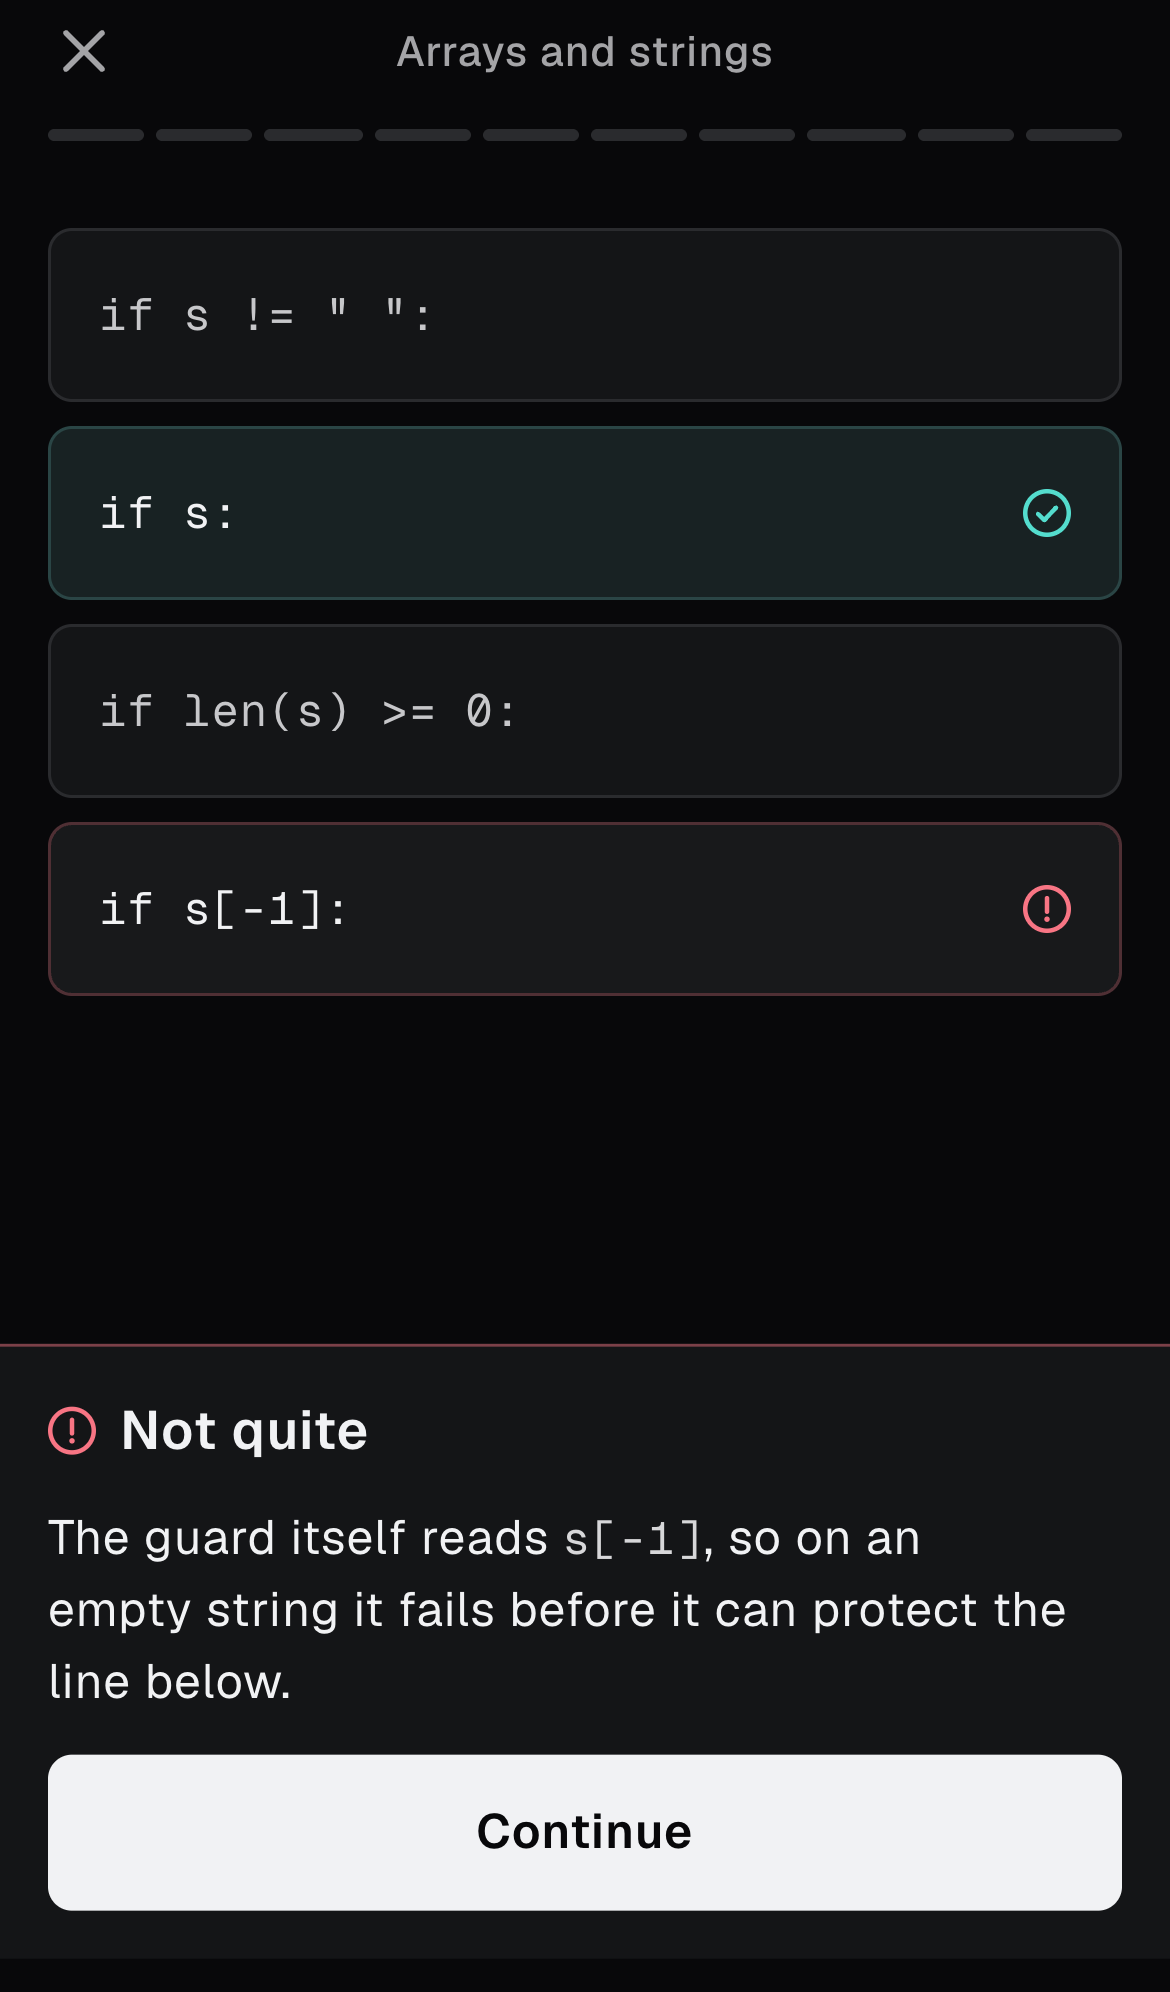 Arrays and strings
if s != " ":
if s:
if len(s) >= 0:
if s[-1]:
Not quite
The guard itself reads s[-1], so on an
empty string it fails before it can protect the
line below.
Continue